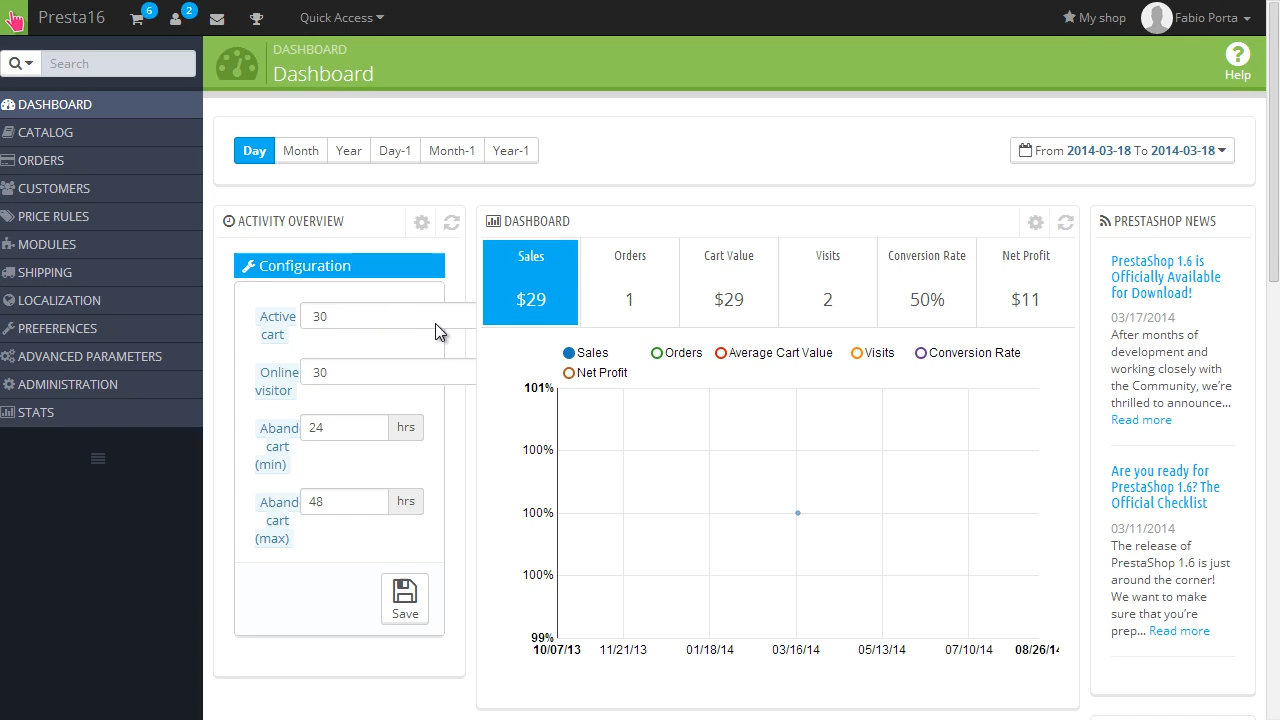 Presta16
6
2
Quick Access
My shop
Fabio Porta
Search
DASHBOARD
Dashboard
Help
DASHBOARD
CATALOG
ORDERS
CUSTOMERS
PRICE RULES
MODULES
SHIPPING
LOCALIZATION
PREFERENCES
ADVANCED PARAMETERS
ADMINISTRATION
STATS
Day
Month
Year
Day-1
Month-1
Year-1
From 2014-03-18 To 2014-03-18
ACTIVITY OVERVIEW
Configuration
Active
cart
30
Online
visitor
30
Aband
cart
(min)
24
hrs
Aband
cart
(max)
48
hrs
Save
DASHBOARD
Sales
$29
Orders
1
Cart Value
$29
Visits
2
Conversion Rate
50%
Net Profit
$11
Sales
Orders
Average Cart Value
Visits
Conversion Rate
Net Profit
101%
100%
100%
100%
99%
10/07/13
11/21/13
01/18/14
03/16/14
05/13/14
07/10/14
08/26/14
PRESTASHOP NEWS
PrestaShop 1.6 is
Officially Available
for Download!
03/17/2014
After months of
development and
working closely with
the Community, we're
thrilled to announce...
Read more
Are you ready for
PrestaShop 1.6? The
Official Checklist
03/11/2014
The release of
PrestaShop 1.6 is just
around the corner!
We want to make
sure that you're
prep... Read more